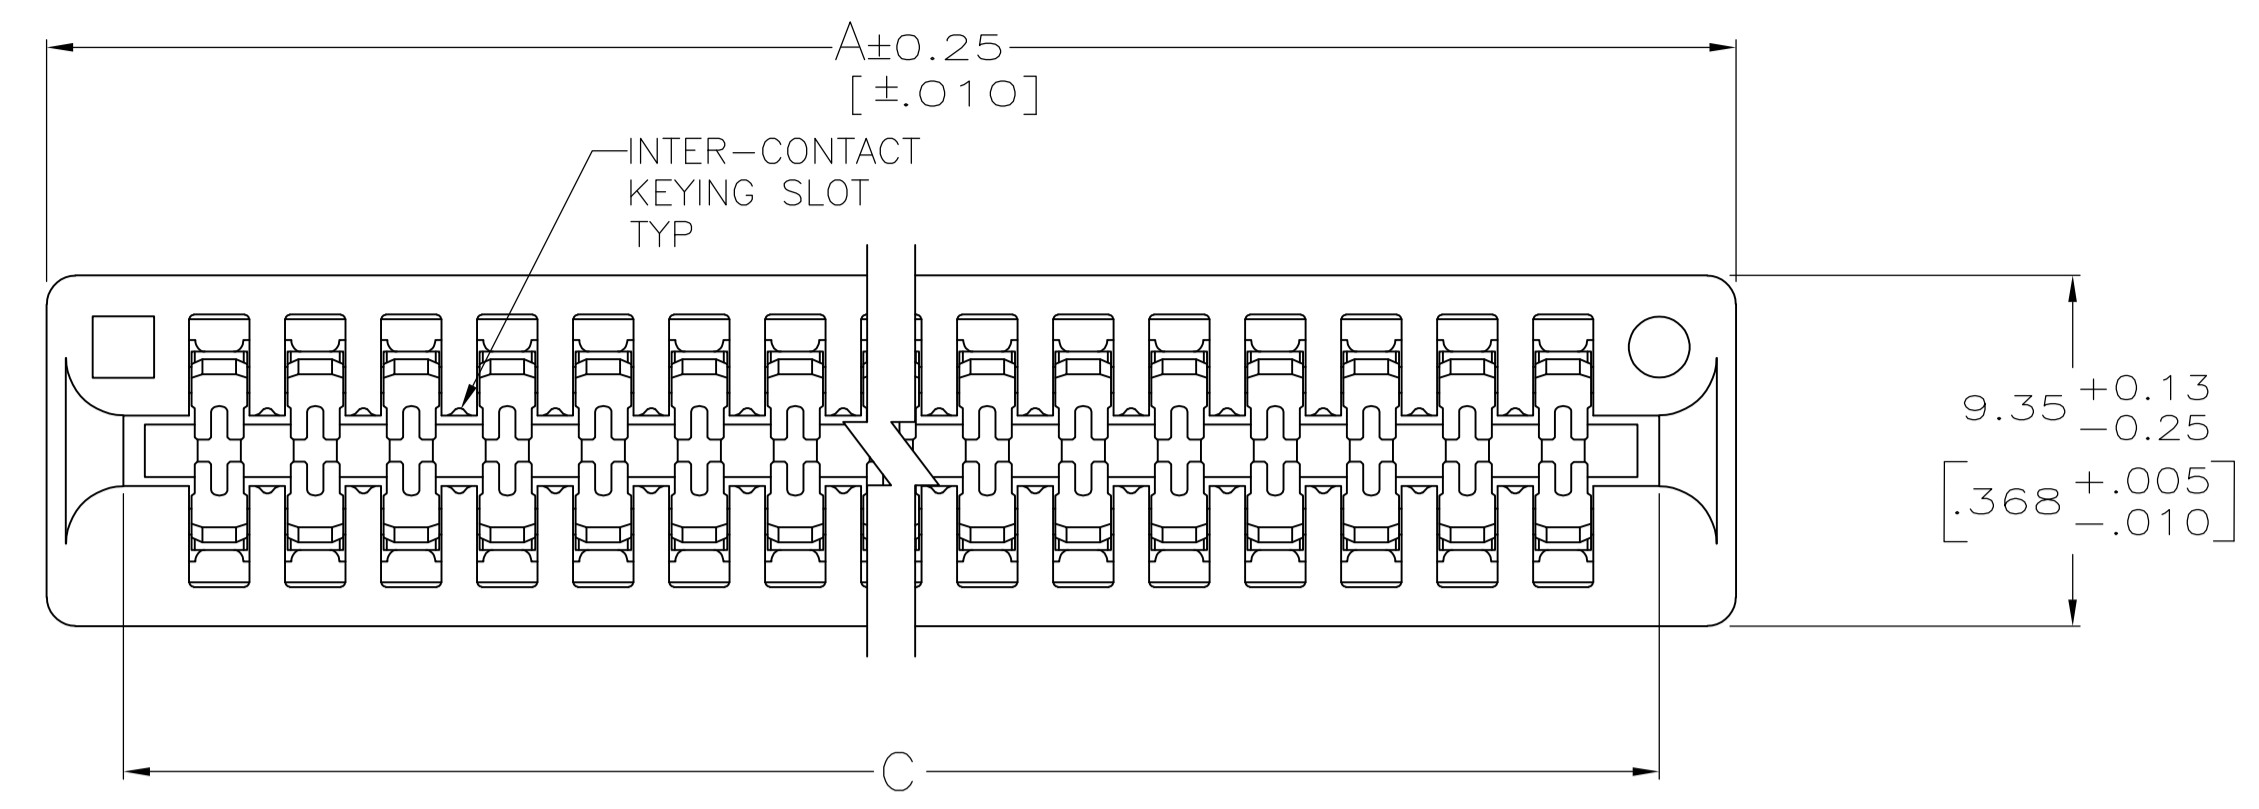 A±0.25
[±.010]
INTER-CONTACT
KEYING SLOT
TYP
9.35 +0.13
-0.25
[.368 +.005
-.010]
C